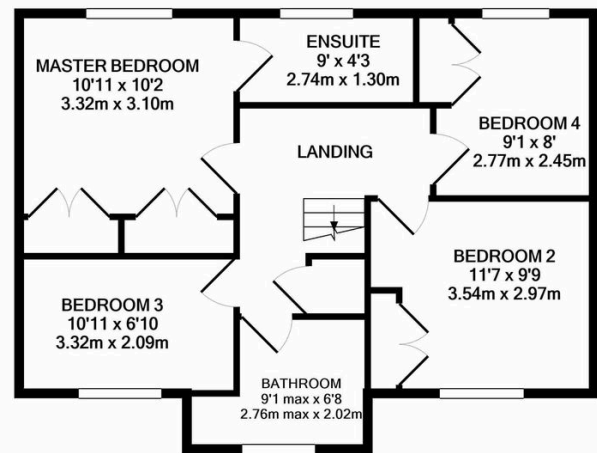 MASTER BEDROOM
10'11 x 10'2
3.32m x 3.10m
ENSUITE
9' x 4'3
2.74m x 1.30m
LANDING
BEDROOM 4
9'1 x 8'
2.77m x 2.45m
BEDROOM 2
11'7 x 9'9
3.54m x 2.97m
BEDROOM 3
10'11 x 6'10
3.32m x 2.09m
BATHROOM
9'1 max x 6'8
2.76m max x 2.02m